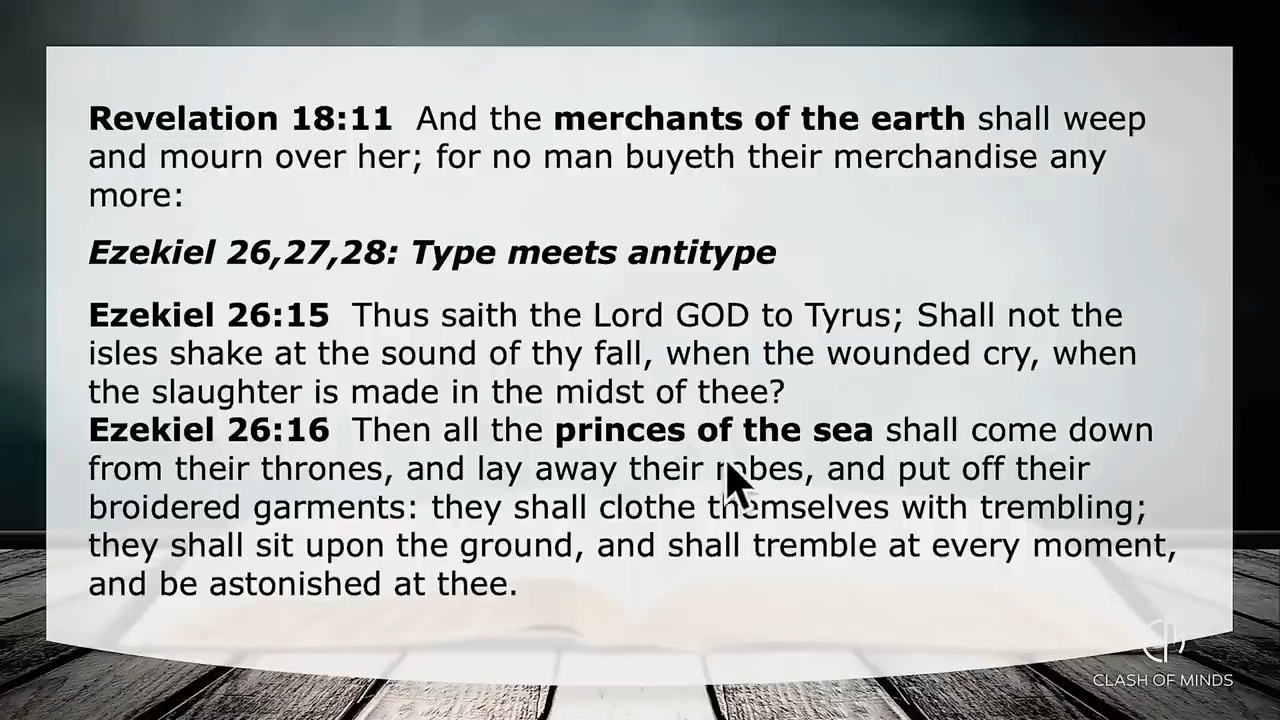 Revelation 18:11  And the merchants of the earth shall weep
and mourn over her; for no man buyeth their merchandise any
more:
Ezekiel 26,27,28: Type meets antitype
Ezekiel 26:15  Thus saith the Lord GOD to Tyrus; Shall not the
isles shake at the sound of thy fall, when the wounded cry, when
the slaughter is made in the midst of thee?
Ezekiel 26:16  Then all the princes of the sea shall come down
from their thrones, and lay away their robes, and put off their
broidered garments: they shall clothe themselves with trembling;
they shall sit upon the ground, and shall tremble at every moment,
and be astonished at thee.
CLASH OF MINDS